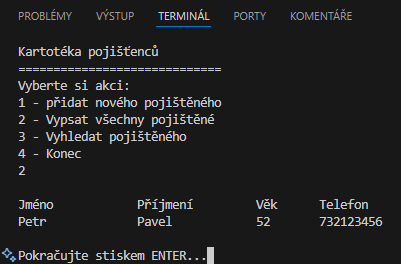 PROBLÉMY VÝSTUP TERMINÁL PORTY KOMENTÁŘE
Kartotéka pojišťenců
=============================
Vyberte si akci:
1 - přidat nového pojištěného
2 - Vypsat všechny pojištěné
3 - Vyhledat pojištěného
4 - Konec
2
Jméno Příjmení Věk Telefon
Petr Pavel 52 732123456
Pokračujte stiskem ENTER...